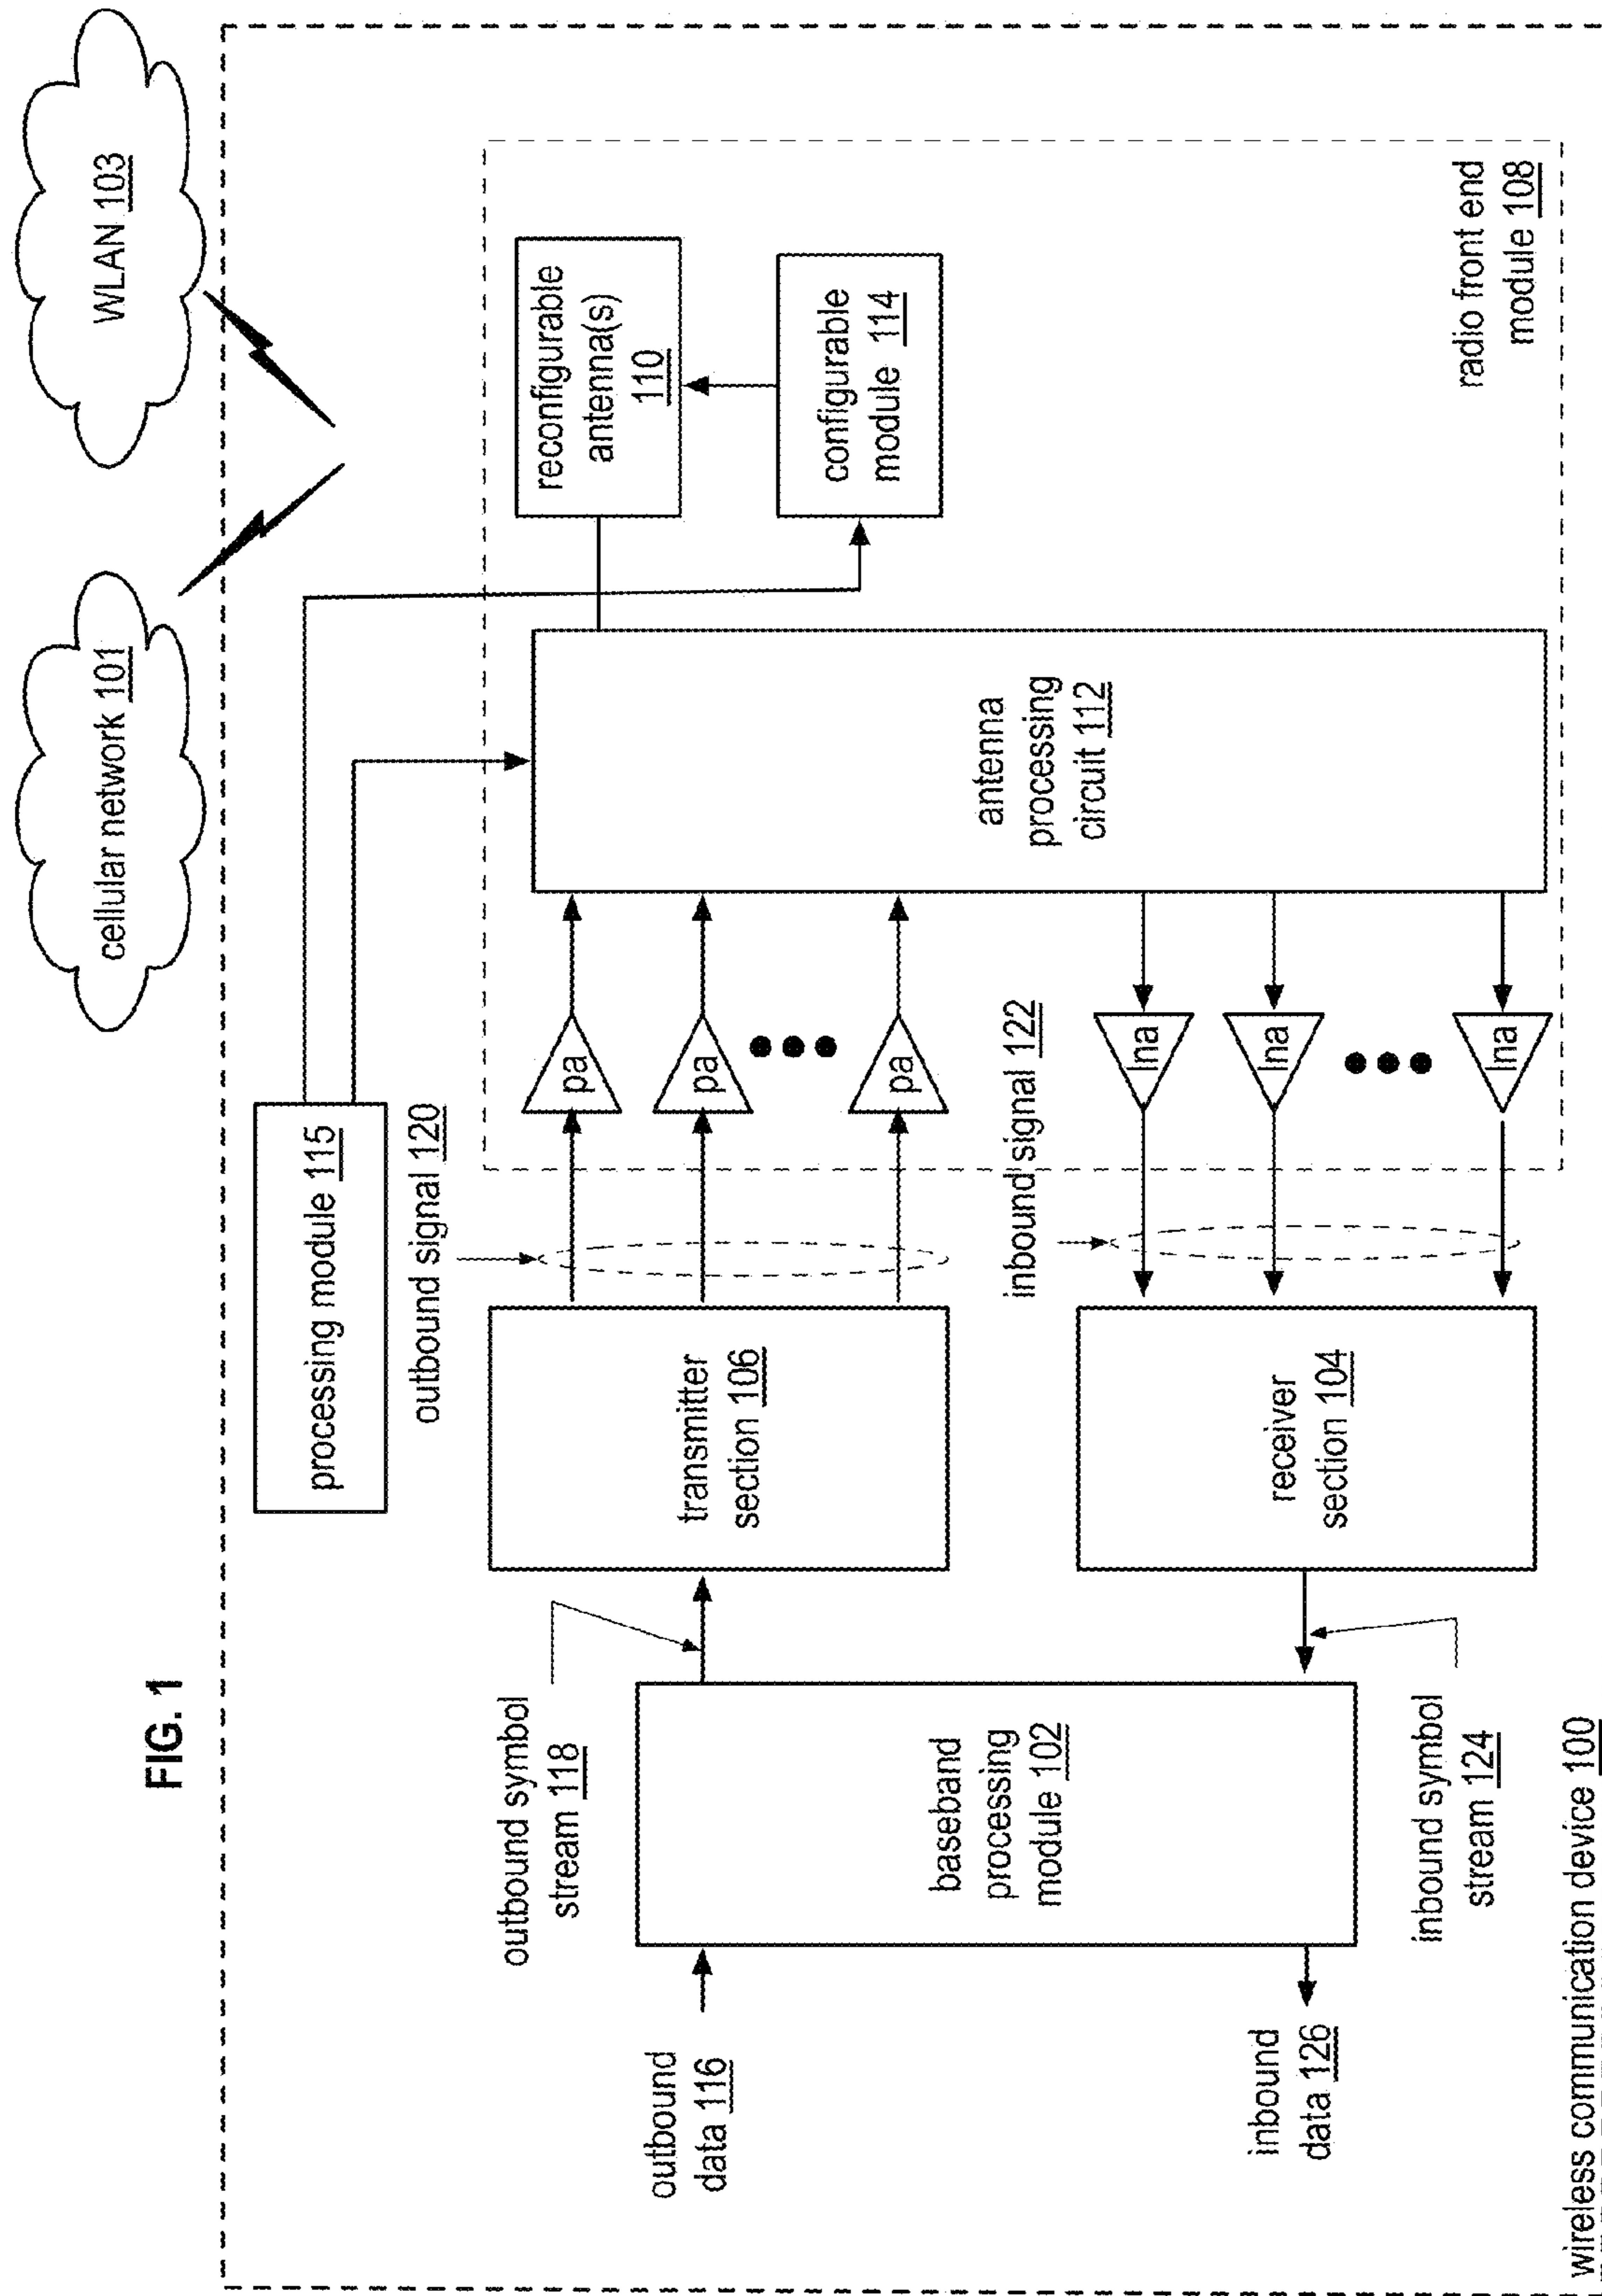 FIG. 1
cellular network 101
WLAN 103
processing module 115
outbound signal 120
outbound symbol
stream 118
outbound
data 116
baseband
processing
module 102
transmitter
section 106
pa
pa
pa
antenna
processing
circuit 112
reconfigurable
antenna(s)
110
configurable
module 114
inbound signal 122
lna
lna
lna
receiver
section 104
inbound
data 126
inbound symbol
stream 124
radio front end
module 108
wireless communication device 100